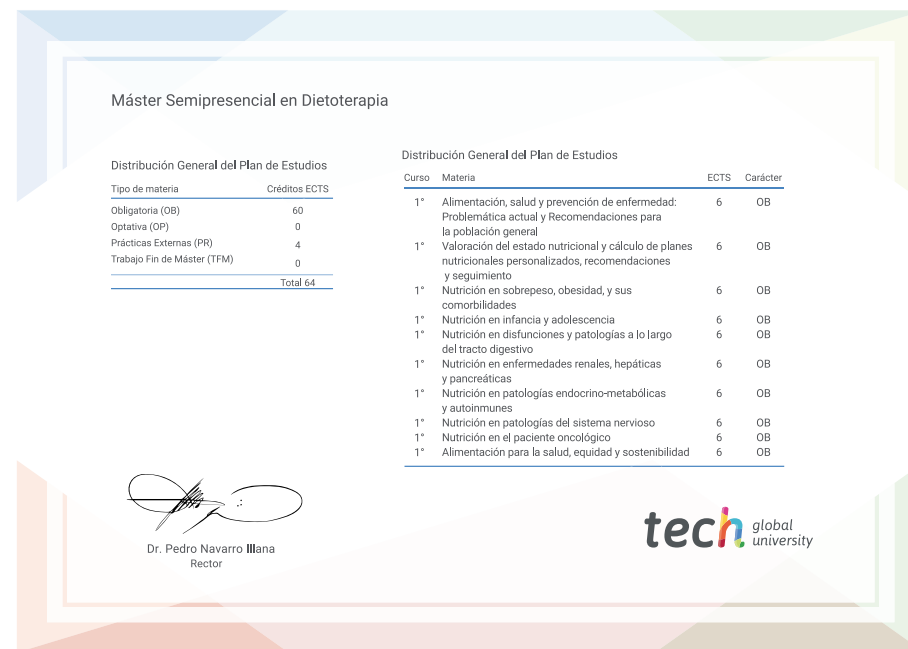 Máster Semipresencial en Dietoterapia
Distribución General del Plan de Estudios
Tipo de materia Créditos ECTS
Obligatoria (OB) 60
Optativa (OP) 0
Prácticas Externas (PR) 4
Trabajo Fin de Máster (TFM) 0
Total 64
Distribución General del Plan de Estudios
Curso Materia ECTS Carácter
1° Alimentación, salud y prevención de enfermedad: 6 OB
Problemática actual y Recomendaciones para
la población general
1° Valoración del estado nutricional y cálculo de planes 6 OB
nutricionales personalizados, recomendaciones
y seguimiento
1° Nutrición en sobrepeso, obesidad, y sus 6 OB
comorbilidades
1° Nutrición en infancia y adolescencia 6 OB
1° Nutrición en disfunciones y patologías a lo largo 6 OB
del tracto digestivo
1° Nutrición en enfermedades renales, hepáticas 6 OB
y pancreáticas
1° Nutrición en patologías endocrino-metabólicas 6 OB
y autoinmunes
1° Nutrición en patologías del sistema nervioso 6 OB
1° Nutrición en el paciente oncológico 6 OB
1° Alimentación para la salud, equidad y sostenibilidad 6 OB
Dr. Pedro Navarro Illana
Rector
tech global
university